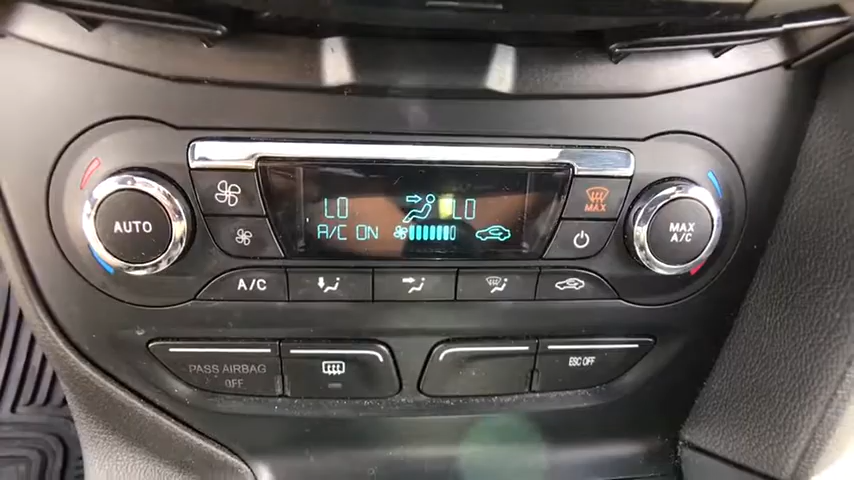 LO LO
A/C ON
AUTO
MAX
MAX
A/C
A/C
PASS AIRBAG
OFF
ESC OFF